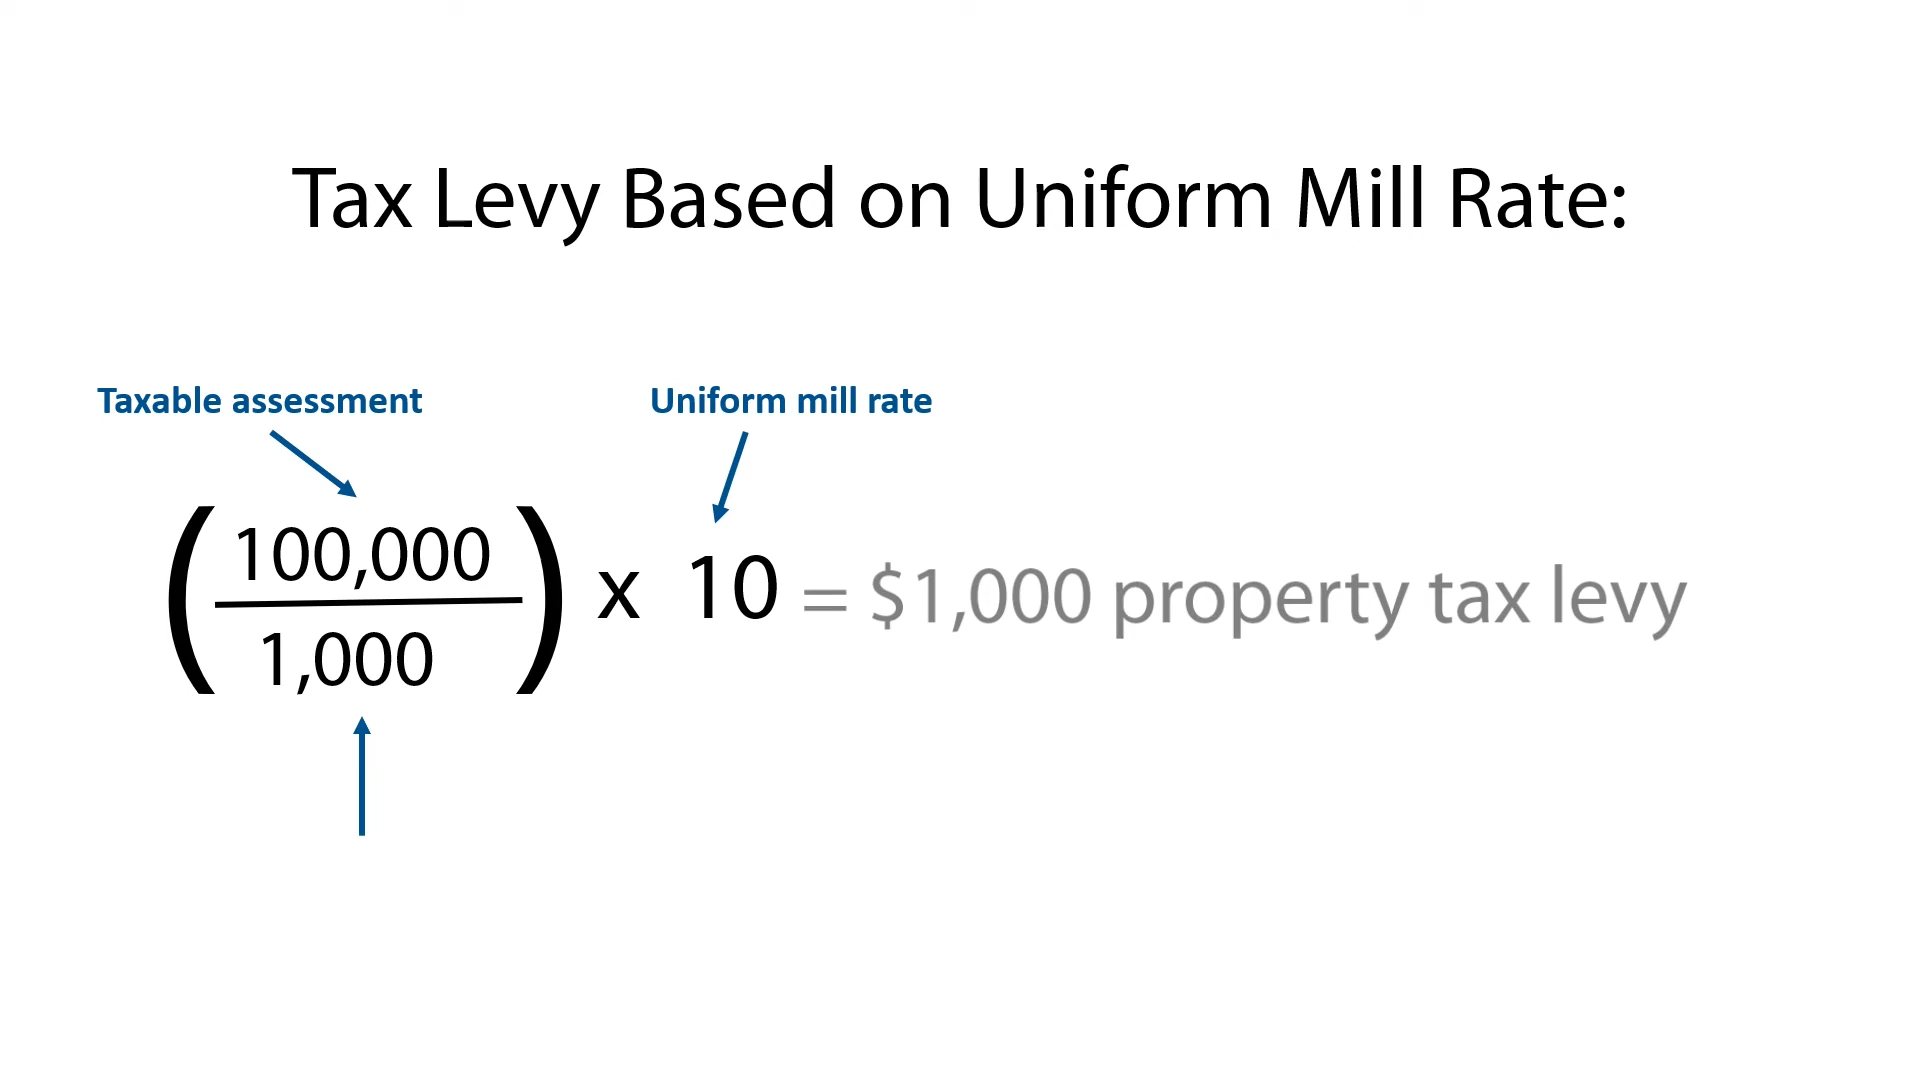 Tax Levy Based on Uniform Mill Rate:
Taxable assessment
Uniform mill rate
(100,000
1,000) x 10 = $1,000 property tax levy